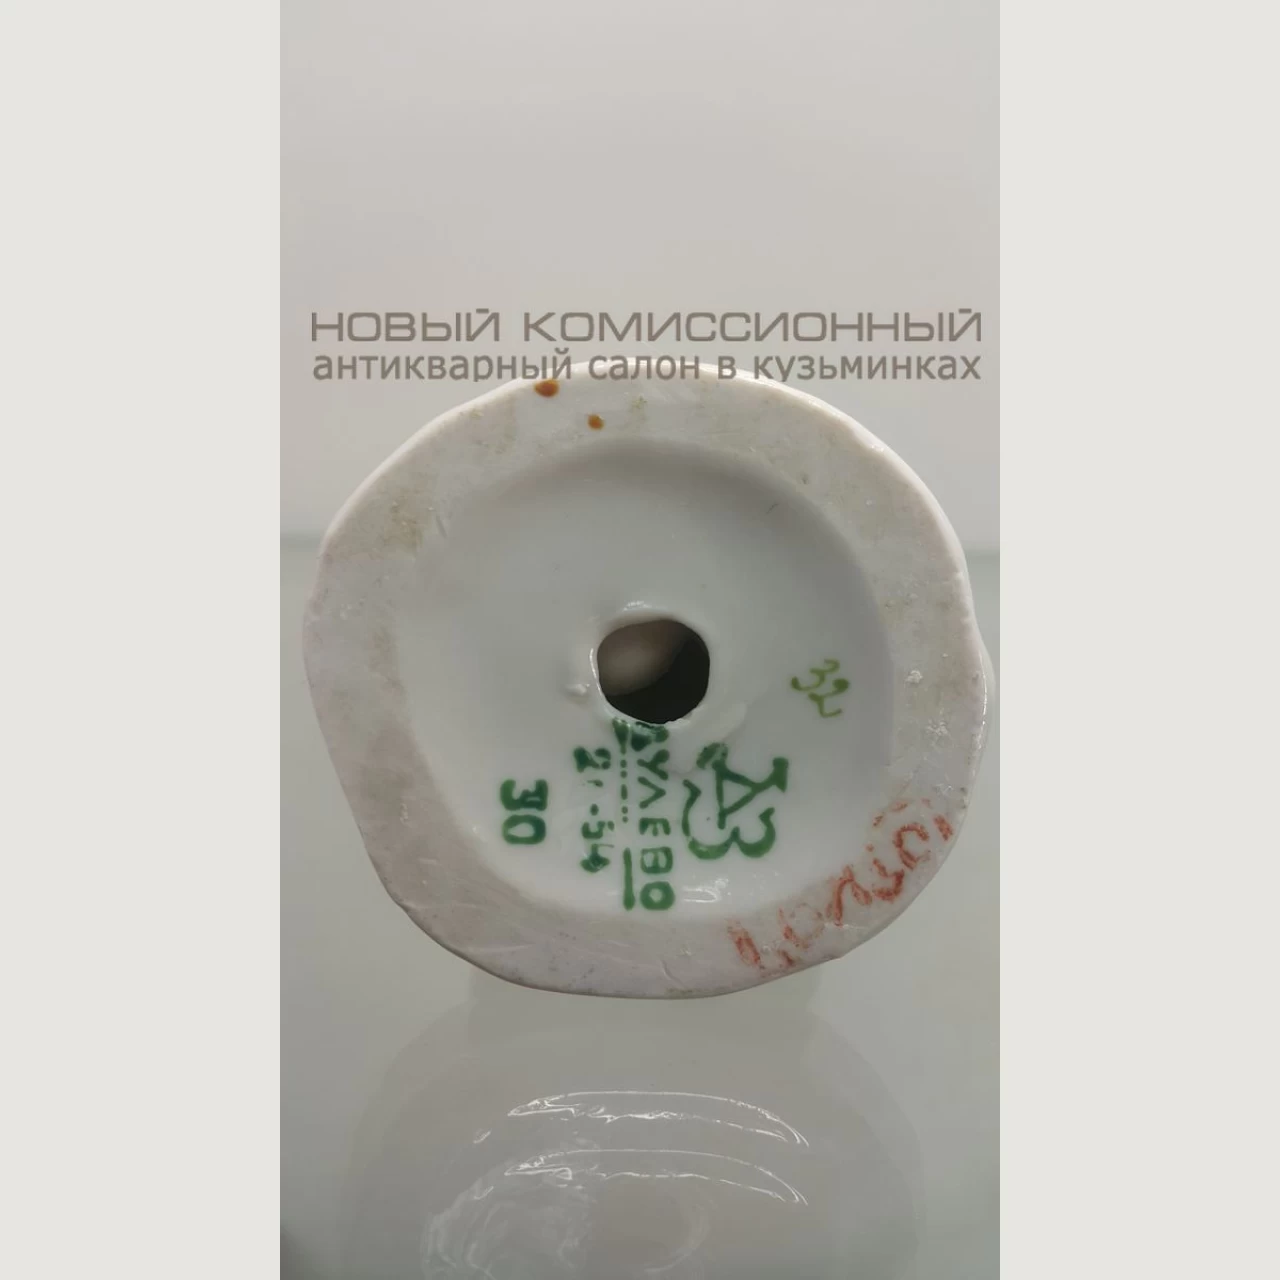 НОВЫЙ КОМИССИОННЫЙ
антикварный салон в кузьминках
32
ДЗ
ДУЛЕВО
30